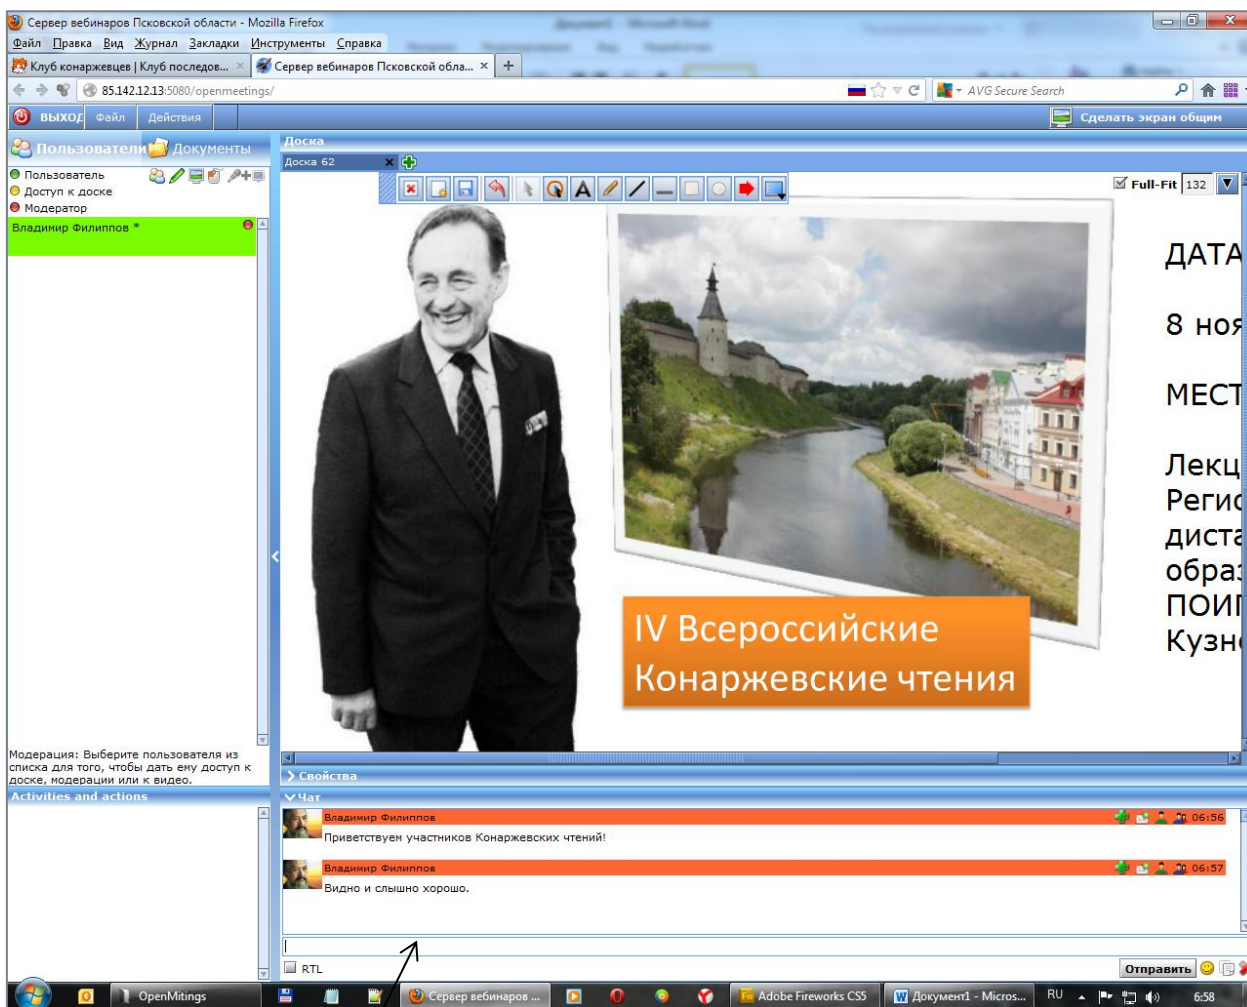 Сервер вебинаров Псковской области - Mozilla Firefox
Файл Правка Вид Журнал Закладки Инструменты Справка
Клуб конаржевцев | Клуб последов...
Сервер вебинаров Псковской обла...
85.142.12.13:5080/openmeetings/
AVG Secure Search
ВЫХОД Файл Действия
Сделать экран общим
Пользователи Документы
Доска
Доска 62
Пользователь
Доступ к доске
Модератор
Full-Fit 132
Владимир Филиппов *
ДАТА
8 ноя
МЕСТ
Лекц
Регио
диста
образ
ПОИП
Кузн
IV Всероссийские
Конаржевские чтения
Модерация: Выберите пользователя из
списка для того, чтобы дать ему доступ к
доске, модерации или к видео.
Свойства
Activities and actions
Чат
Владимир Филиппов 06:56
Приветствуем участников Конаржевских чтений!
Владимир Филиппов 06:57
Видно и слышно хорошо.
RTL
Отправить
OpenMitings
Сервер вебинаров ...
Adobe Fireworks CS5
Документ1 - Micros...
RU
6:58